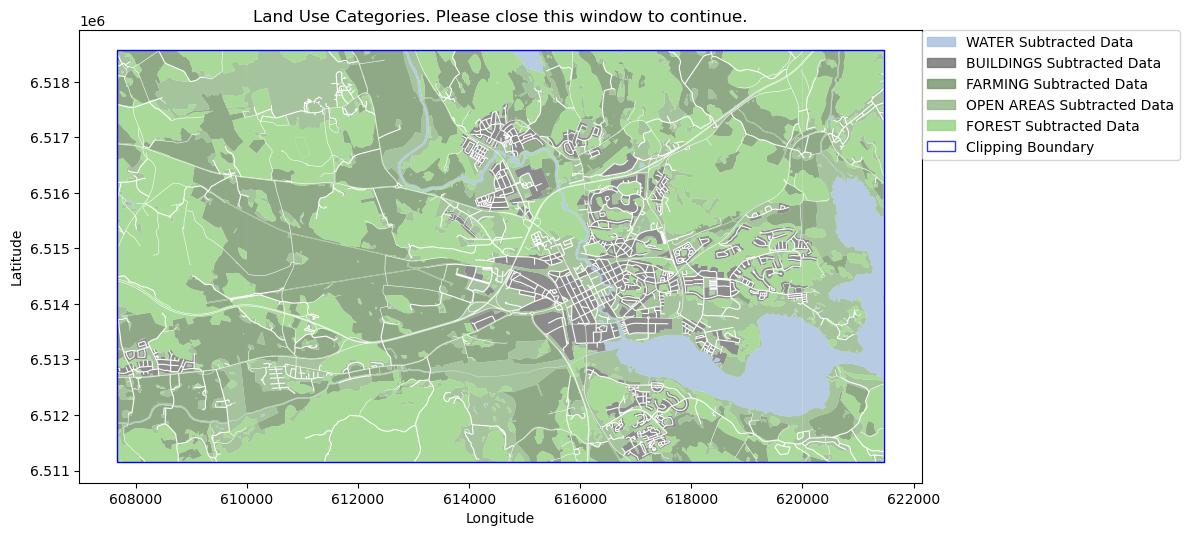 Land Use Categories. Please close this window to continue.
1e6
6.518
6.517
6.516
6.515
6.514
6.513
6.512
6.511
Latitude
608000 610000 612000 614000 616000 618000 620000 622000
Longitude
WATER Subtracted Data
BUILDINGS Subtracted Data
FARMING Subtracted Data
OPEN AREAS Subtracted Data
FOREST Subtracted Data
Clipping Boundary